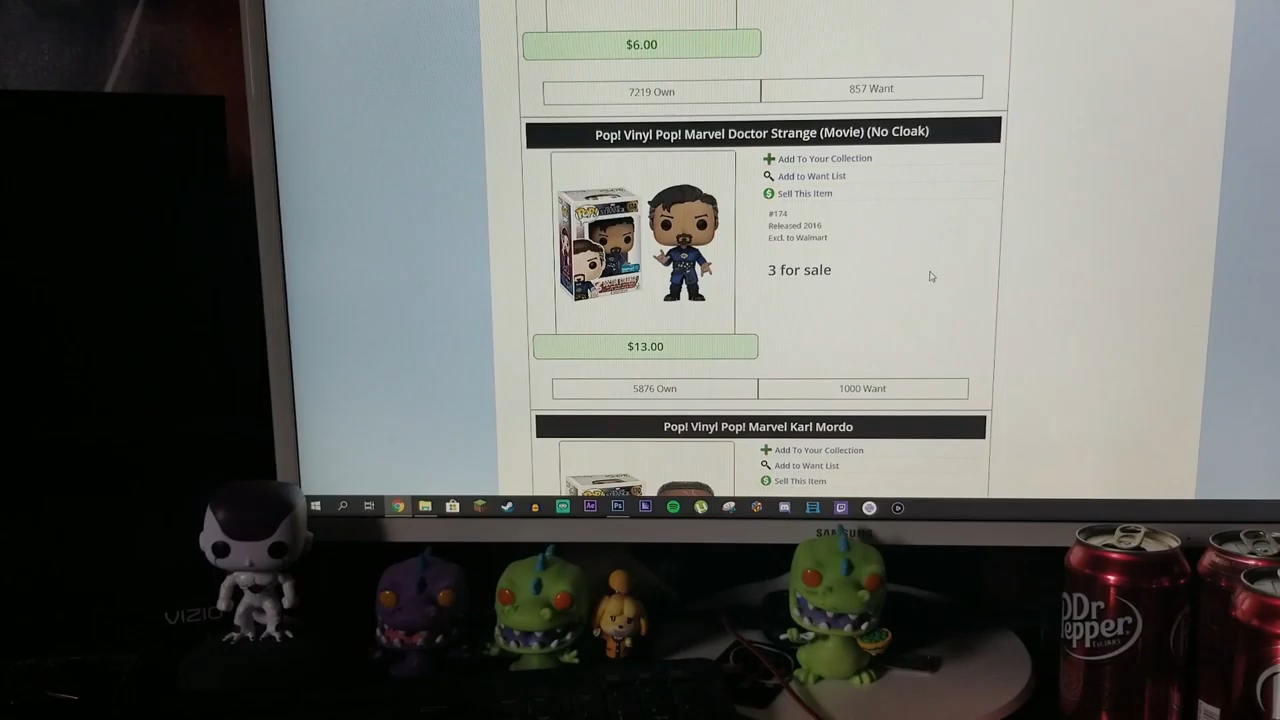 $6.00
7219 Own
857 Want
Pop! Vinyl Pop! Marvel Doctor Strange (Movie) (No Cloak)
Add To Your Collection
Add to Want List
Sell This Item
#174
Released 2016
Excl. to Walmart
3 for sale
$13.00
5876 Own
1000 Want
Pop! Vinyl Pop! Marvel Karl Mordo
Add To Your Collection
Add to Want List
Sell This Item
Ae
Ps
SAMSUNG
VIZIO
Dr
Pepper